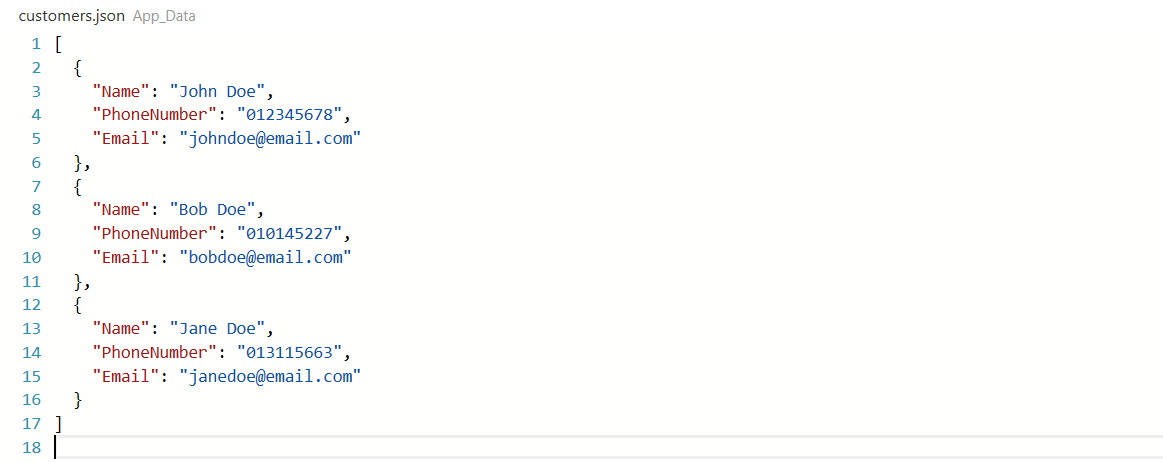 customers.json App_Data
1 [
2   {
3     "Name": "John Doe",
4     "PhoneNumber": "012345678",
5     "Email": "johndoe@email.com"
6   },
7   {
8     "Name": "Bob Doe",
9     "PhoneNumber": "010145227",
10     "Email": "bobdoe@email.com"
11   },
12   {
13     "Name": "Jane Doe",
14     "PhoneNumber": "013115663",
15     "Email": "janedoe@email.com"
16   }
17 ]
18